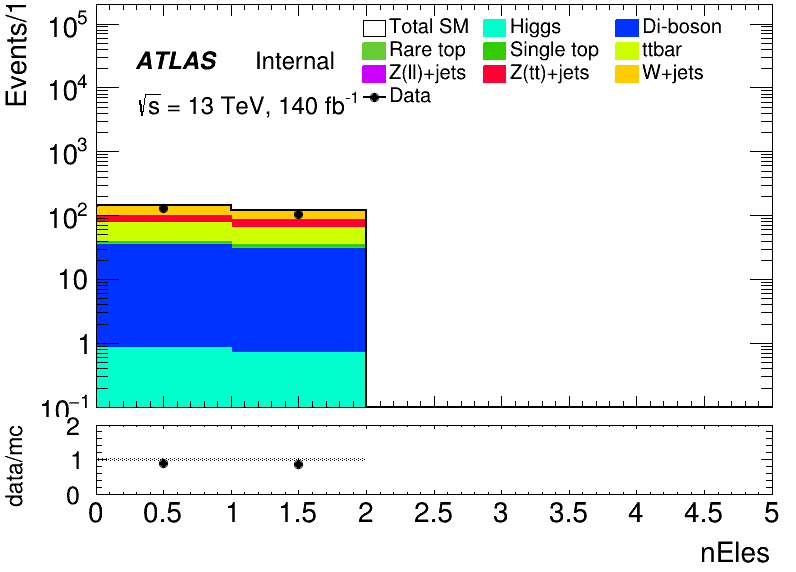 Events/1
10⁵
10⁴
10³
10²
10
1
10⁻¹
ATLAS Internal
√s = 13 TeV, 140 fb⁻¹
Total SM Higgs Di-boson
Rare top Single top ttbar
Z(ll)+jets Z(tt)+jets W+jets
Data
data/mc
2
1
0
0 0.5 1 1.5 2 2.5 3 3.5 4 4.5 5
nEles